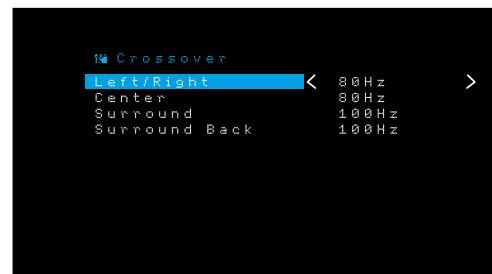 Crossover
Left/Right < 80Hz >
Center 80Hz
Surround 100Hz
Surround Back 100Hz